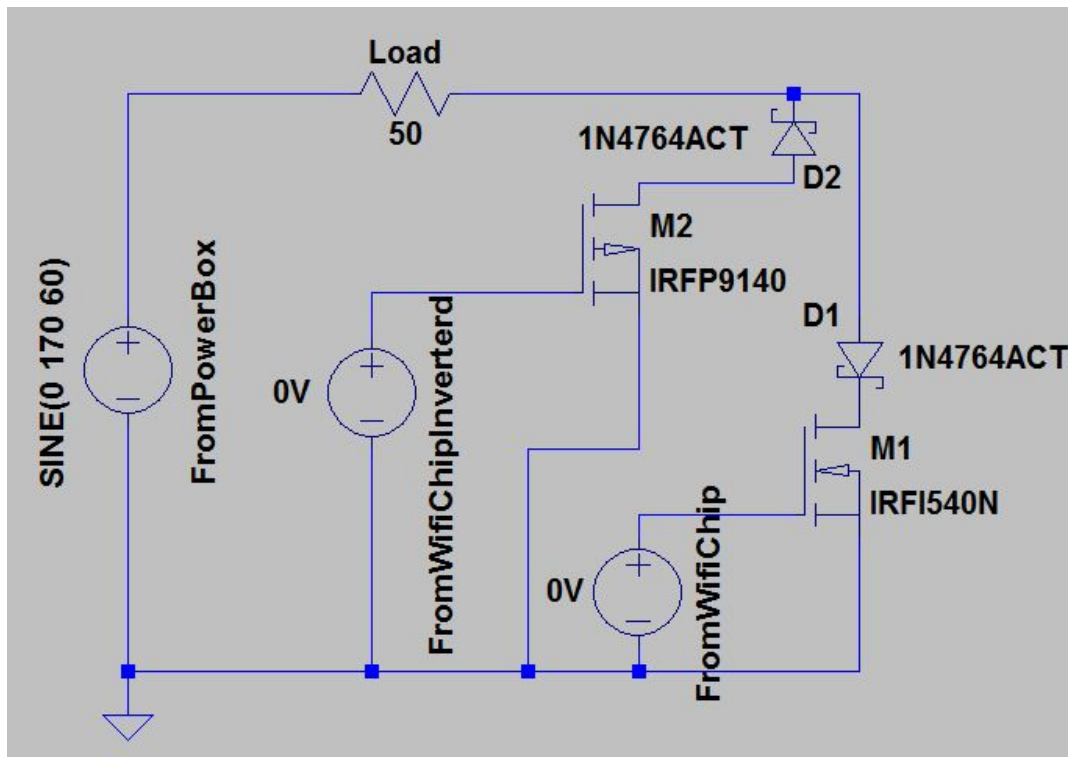 Load
50
1N4764ACT
D2
M2
IRFP9140
SINE(0 170 60)
FromPowerBox
0V
FromWifiChipInverterd
D1
1N4764ACT
M1
IRFI540N
0V
FromWifiChip